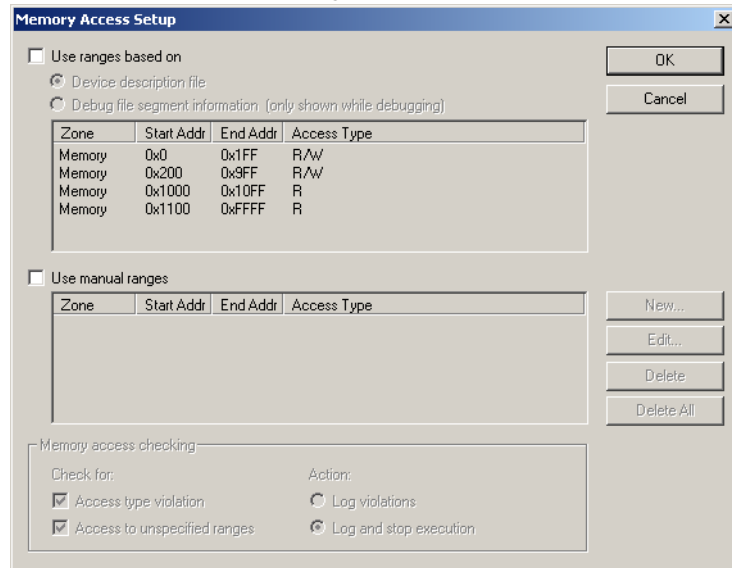 Memory Access Setup
Use ranges based on
OK
Device description file
Debug file segment information (only shown while debugging)
Cancel
Zone Start Addr End Addr Access Type
Memory 0x0 0x1FF R/W
Memory 0x200 0x9FF R/W
Memory 0x1000 0x10FF R
Memory 0x1100 0xFFFF R
Use manual ranges
Zone Start Addr End Addr Access Type
New...
Edit...
Delete
Delete All
Memory access checking
Check for: Action:
Access type violation Log violations
Access to unspecified ranges Log and stop execution